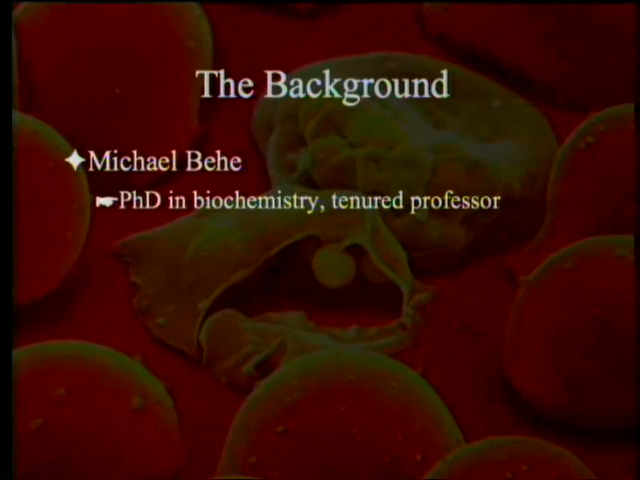 The Background
Michael Behe
PhD in biochemistry, tenured professor